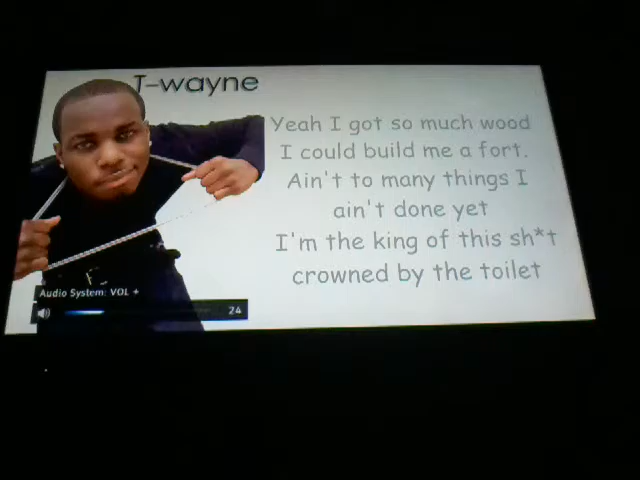 T-wayne
Yeah I got so much wood
I could build me a fort.
Ain't to many things I
ain't done yet
I'm the king of this sh*t
crowned by the toilet
Audio System: VOL +
24